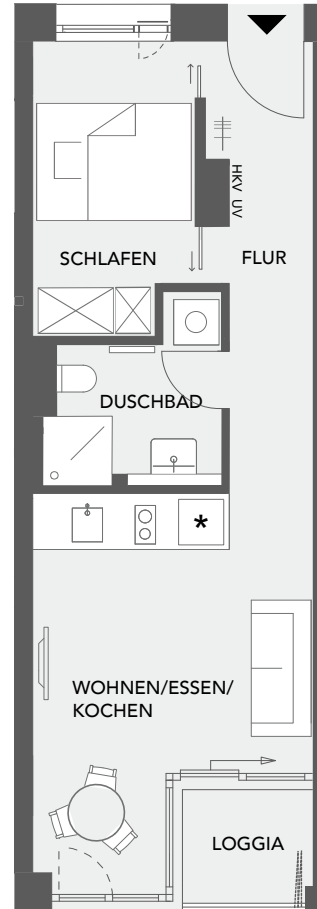 HKV UV
SCHLAFEN
FLUR
DUSCHBAD
*
WOHNEN/ESSEN/
KOCHEN
LOGGIA